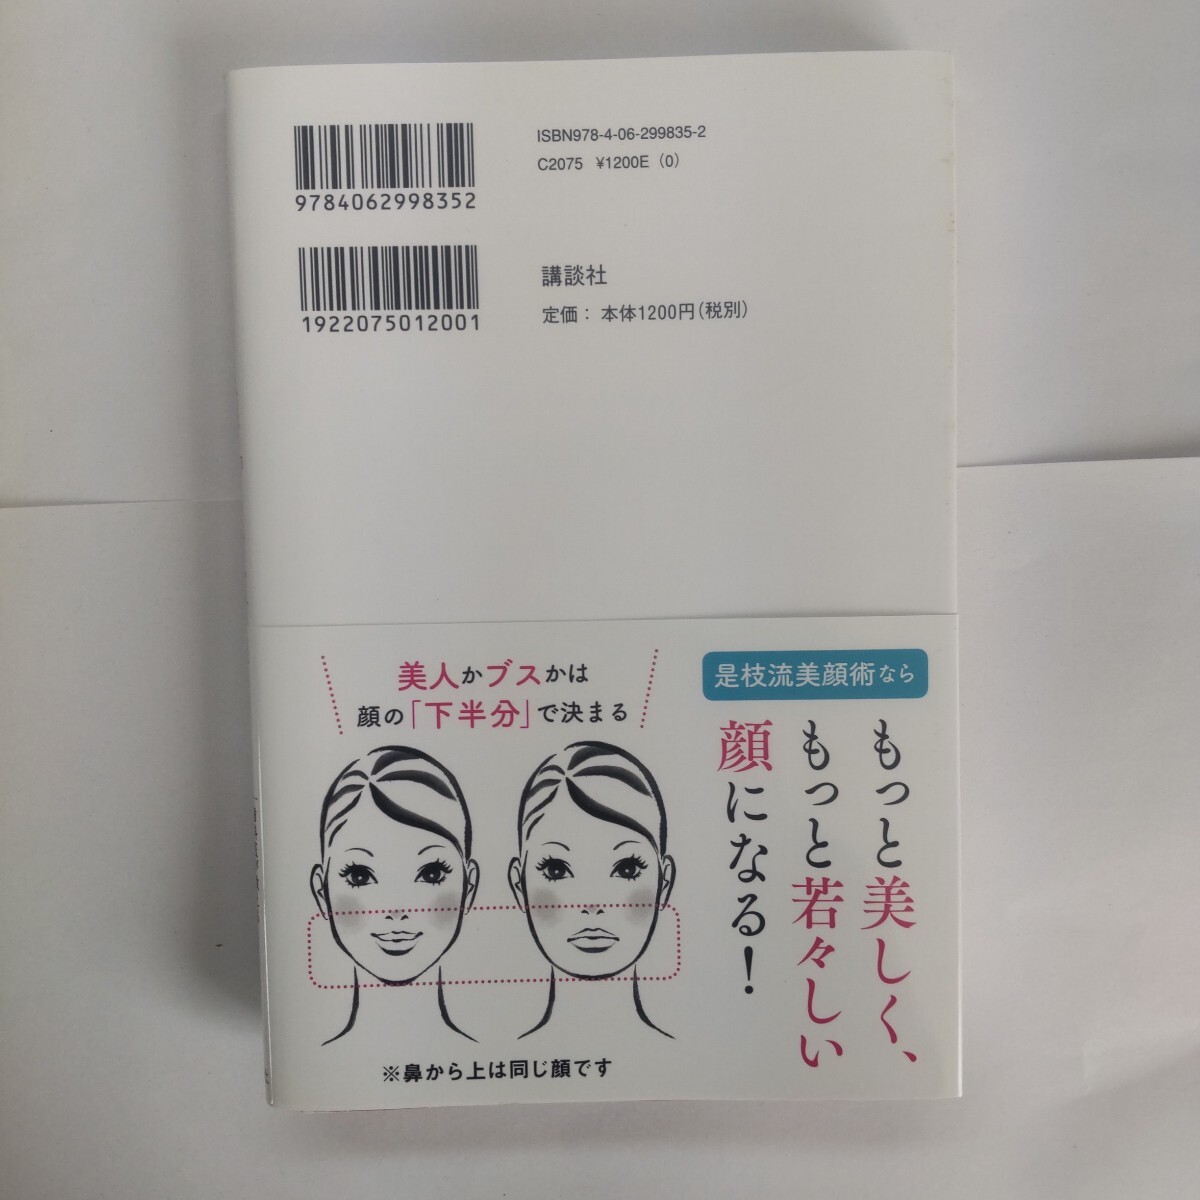 9784062998352
ISBN978-4-06-299835-2
C2075 ¥1200E (0)
1922075012001
講談社
定価：本体1200円(税別)
美人かブスかは
顔の「下半分」で決まる
※鼻から上は同じ顔です
是枝流美顔術なら
もっと美しく、
もっと若々しい
顔になる！